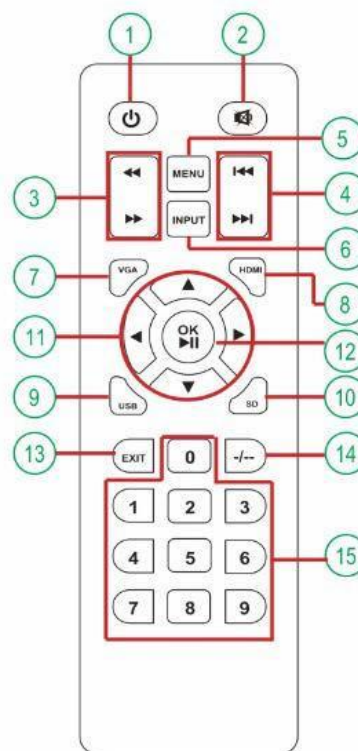 1 2
5
MENU
3 4
INPUT
6
7 VGA HDMI
8
11 OK 12
9 USB SD 10
13 EXIT 0 -/-- 14
1 2 3
4 5 6 15
7 8 9